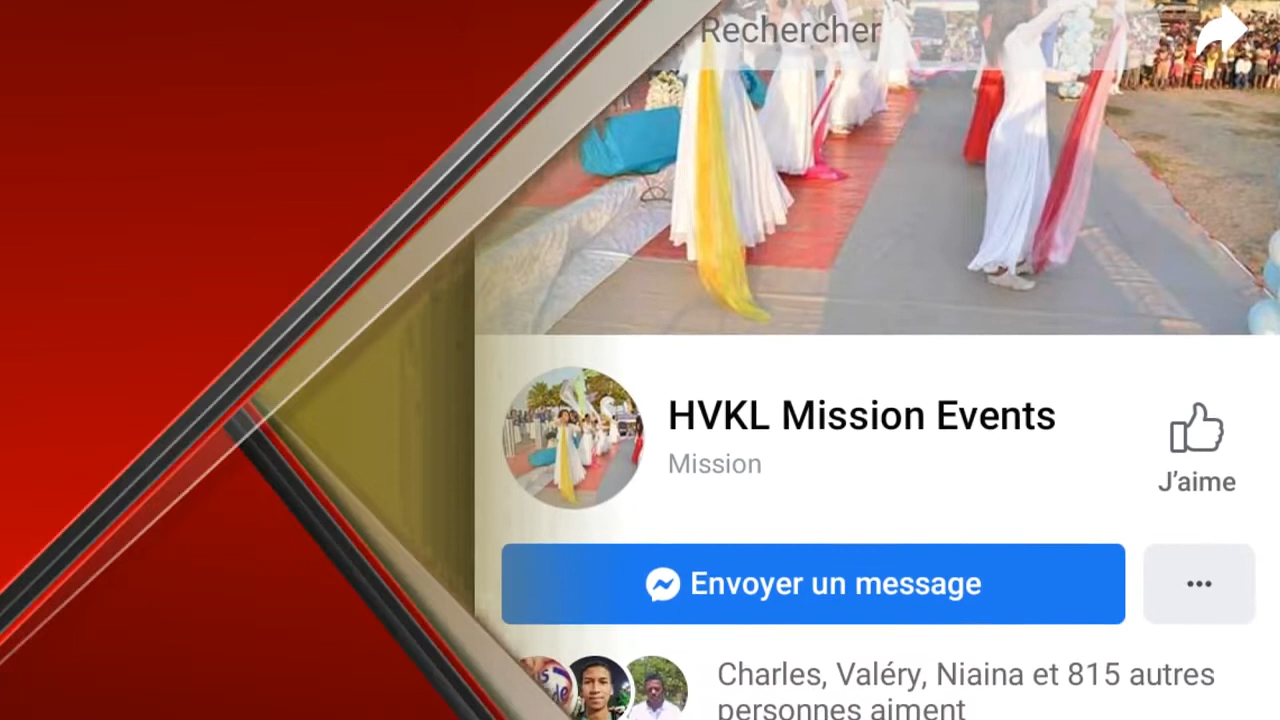 Rechercher
HVKL Mission Events
Mission
J'aime
Envoyer un message
Charles, Valéry, Niaina et 815 autres
personnes aiment